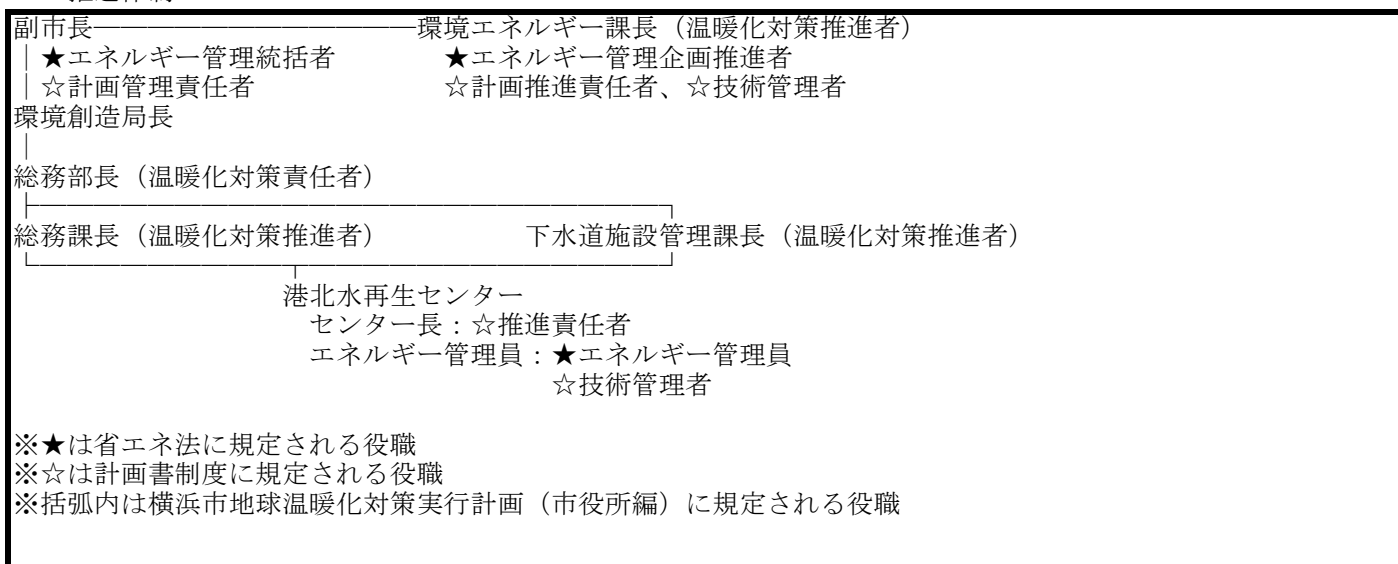 副市長――――――――――――環境エネルギー課長（温暖化対策推進者）
｜★エネルギー管理統括者　　　　★エネルギー管理企画推進者
｜☆計画管理責任者　　　　　　　☆計画推進責任者、☆技術管理者
環境創造局長
｜
総務部長（温暖化対策責任者）
├───────────────────────┐
総務課長（温暖化対策推進者）　　　　　下水道施設管理課長（温暖化対策推進者）
└─────────┬─────────────┘
港北水再生センター
センター長：☆推進責任者
エネルギー管理員：★エネルギー管理員
☆技術管理者
※★は省エネ法に規定される役職
※☆は計画書制度に規定される役職
※括弧内は横浜市地球温暖化対策実行計画（市役所編）に規定される役職